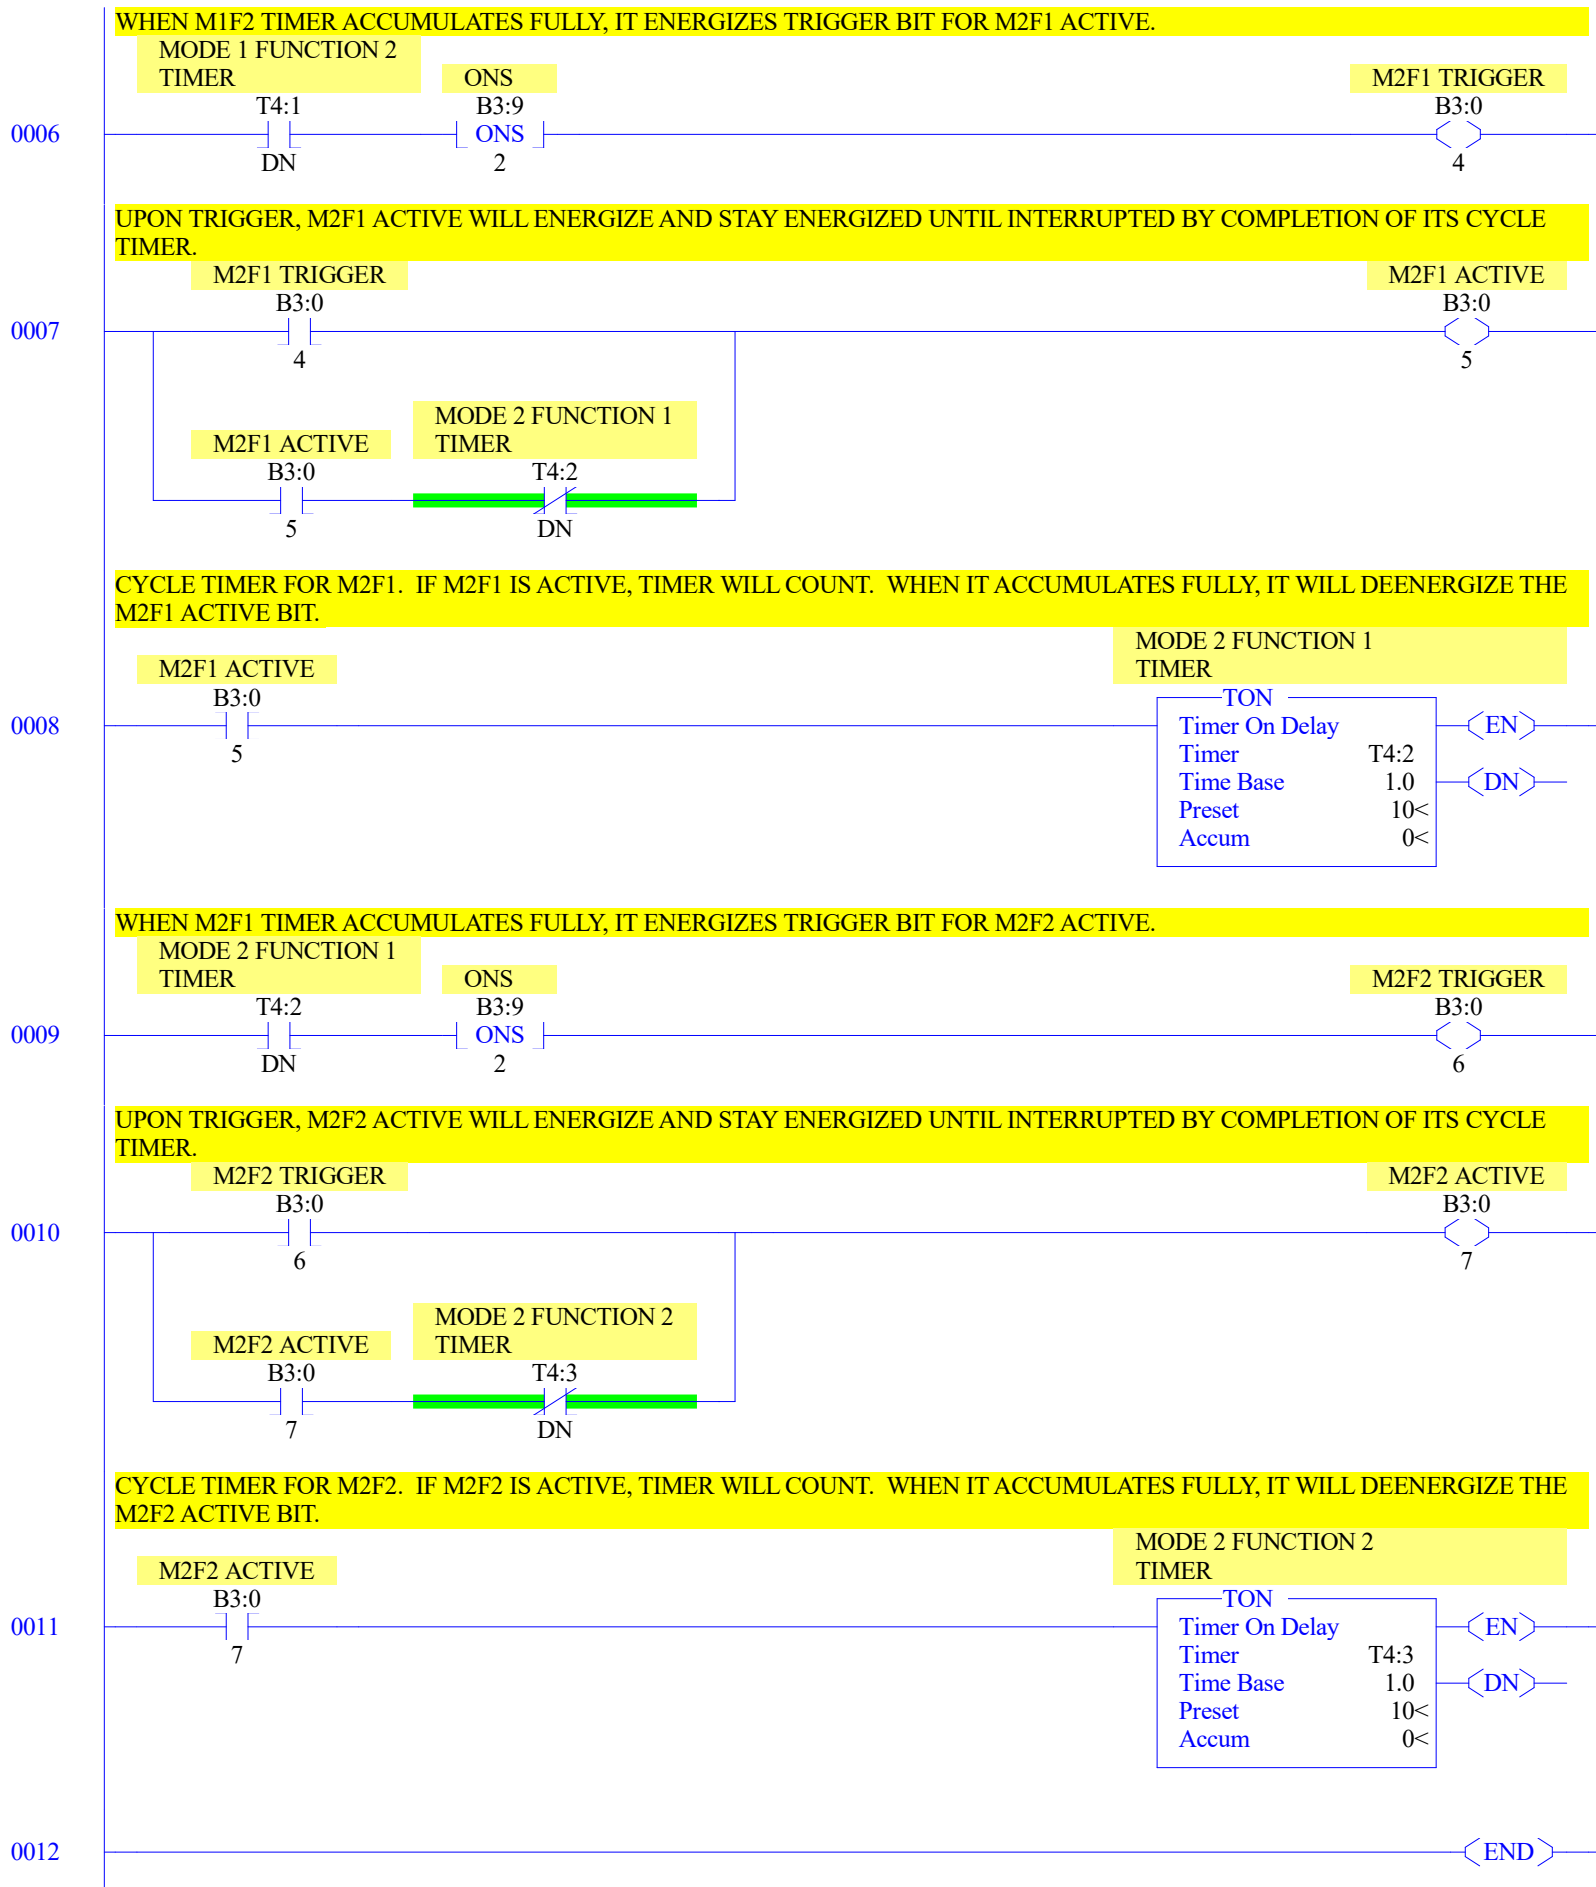 WHEN M1F2 TIMER ACCUMULATES FULLY, IT ENERGIZES TRIGGER BIT FOR M2F1 ACTIVE.
MODE 1 FUNCTION 2
TIMER ONS M2F1 TRIGGER
T4:1 B3:9 B3:0
0006 ONS
DN 2 4
UPON TRIGGER, M2F1 ACTIVE WILL ENERGIZE AND STAY ENERGIZED UNTIL INTERRUPTED BY COMPLETION OF ITS CYCLE
TIMER.
M2F1 TRIGGER M2F1 ACTIVE
B3:0 B3:0
0007
4 5
MODE 2 FUNCTION 1
M2F1 ACTIVE TIMER
B3:0 T4:2
5 DN
CYCLE TIMER FOR M2F1. IF M2F1 IS ACTIVE, TIMER WILL COUNT. WHEN IT ACCUMULATES FULLY, IT WILL DEENERGIZE THE
M2F1 ACTIVE BIT.
MODE 2 FUNCTION 1
M2F1 ACTIVE TIMER
B3:0 TON
0008 Timer On Delay EN
5 Timer T4:2
Time Base 1.0 DN
Preset 10<
Accum 0<
WHEN M2F1 TIMER ACCUMULATES FULLY, IT ENERGIZES TRIGGER BIT FOR M2F2 ACTIVE.
MODE 2 FUNCTION 1
TIMER ONS M2F2 TRIGGER
T4:2 B3:9 B3:0
0009 ONS
DN 2 6
UPON TRIGGER, M2F2 ACTIVE WILL ENERGIZE AND STAY ENERGIZED UNTIL INTERRUPTED BY COMPLETION OF ITS CYCLE
TIMER.
M2F2 TRIGGER M2F2 ACTIVE
B3:0 B3:0
0010
6 7
MODE 2 FUNCTION 2
M2F2 ACTIVE TIMER
B3:0 T4:3
7 DN
CYCLE TIMER FOR M2F2. IF M2F2 IS ACTIVE, TIMER WILL COUNT. WHEN IT ACCUMULATES FULLY, IT WILL DEENERGIZE THE
M2F2 ACTIVE BIT.
MODE 2 FUNCTION 2
M2F2 ACTIVE TIMER
B3:0 TON
0011 Timer On Delay EN
7 Timer T4:3
Time Base 1.0 DN
Preset 10<
Accum 0<
0012 END